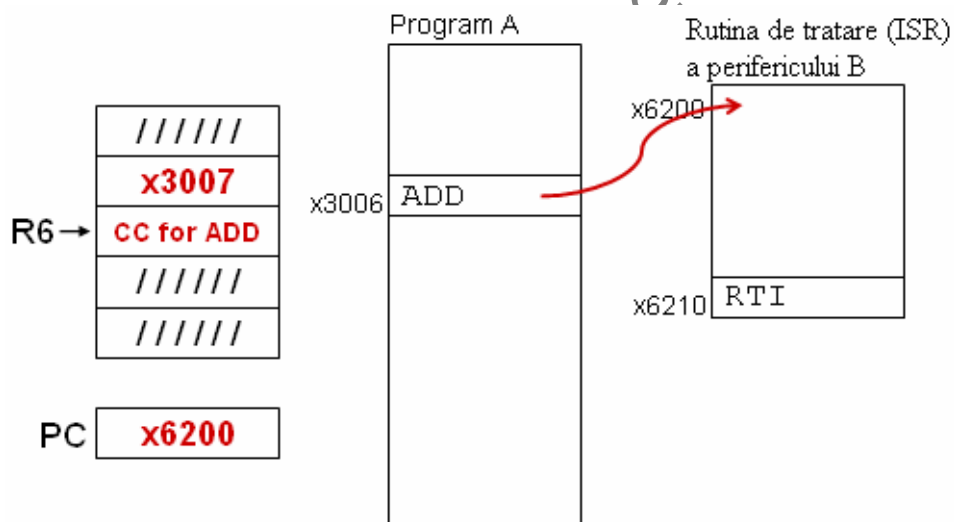 Program A
Rutina de tratare (ISR)
a perifericului B
x6200
//////
x3007
x3006 ADD
R6→ CC for ADD
//////
x6210 RTI
//////
PC x6200